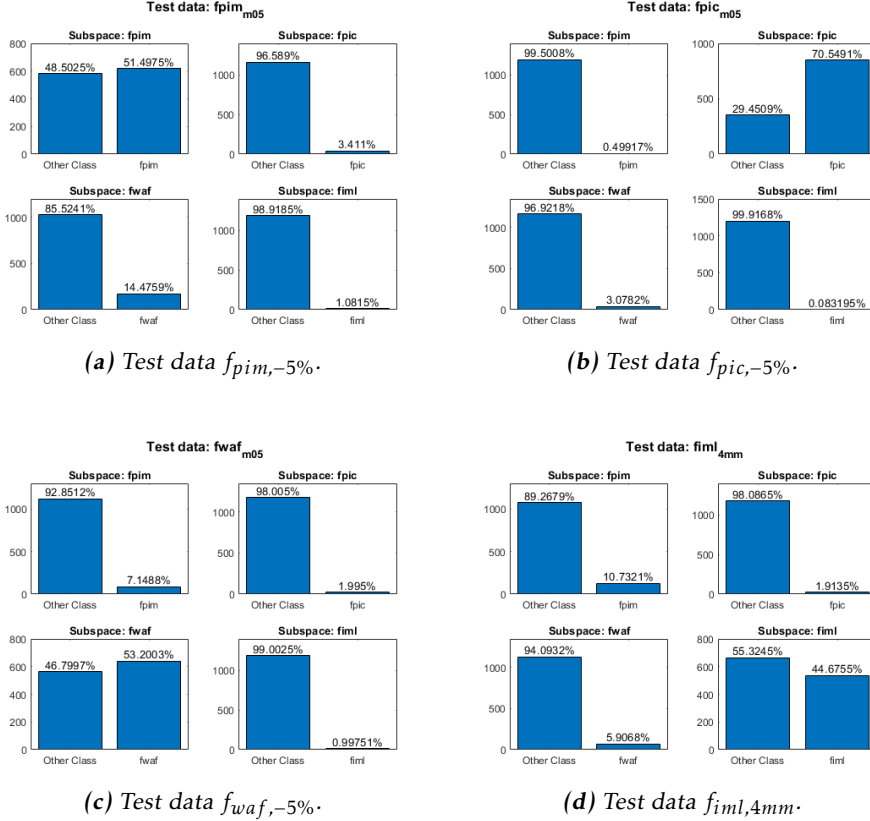 Test data: fpim_m05
Subspace: fpim
800
600
400
200
0
48.5025%
51.4975%
Other Class
fpim
Subspace: fpic
1000
500
0
96.589%
3.411%
Other Class
fpic
Subspace: fwaf
1000
500
0
85.5241%
14.4759%
Other Class
fwaf
Subspace: fiml
1000
500
0
98.9185%
1.0815%
Other Class
fiml
(a) Test data f_{pim,−5%}.
Test data: fpic_m05
Subspace: fpim
1000
500
0
99.5008%
0.49917%
Other Class
fpim
Subspace: fpic
1000
500
0
29.4509%
70.5491%
Other Class
fpic
Subspace: fwaf
1000
500
0
96.9218%
3.0782%
Other Class
fwaf
Subspace: fiml
1500
1000
500
0
99.9168%
0.083195%
Other Class
fiml
(b) Test data f_{pic,−5%}.
Test data: fwaf_m05
Subspace: fpim
1000
500
0
92.8512%
7.1488%
Other Class
fpim
Subspace: fpic
1000
500
0
98.005%
1.995%
Other Class
fpic
Subspace: fwaf
800
600
400
200
0
46.7997%
53.2003%
Other Class
fwaf
Subspace: fiml
1000
500
0
99.0025%
0.99751%
Other Class
fiml
(c) Test data f_{waf,−5%}.
Test data: fiml_4mm
Subspace: fpim
1000
500
0
89.2679%
10.7321%
Other Class
fpim
Subspace: fpic
1000
500
0
98.0865%
1.9135%
Other Class
fpic
Subspace: fwaf
1000
500
0
94.0932%
5.9068%
Other Class
fwaf
Subspace: fiml
800
600
400
200
0
55.3245%
44.6755%
Other Class
fiml
(d) Test data f_{iml,4mm}.